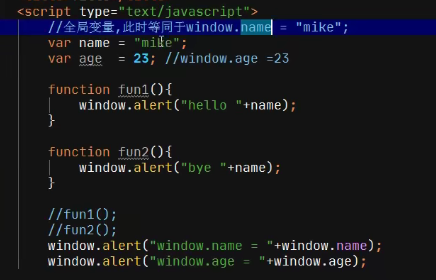 <script type="text/javascript">
//全局变量,此时等同于window.name = "mike";
var name = "mike";
var age  = 23; //window.age =23
function fun1(){
window.alert("hello "+name);
}
function fun2(){
window.alert("bye "+name);
}
//fun1();
//fun2();
window.alert("window.name = "+window.name);
window.alert("window.age = "+window.age);